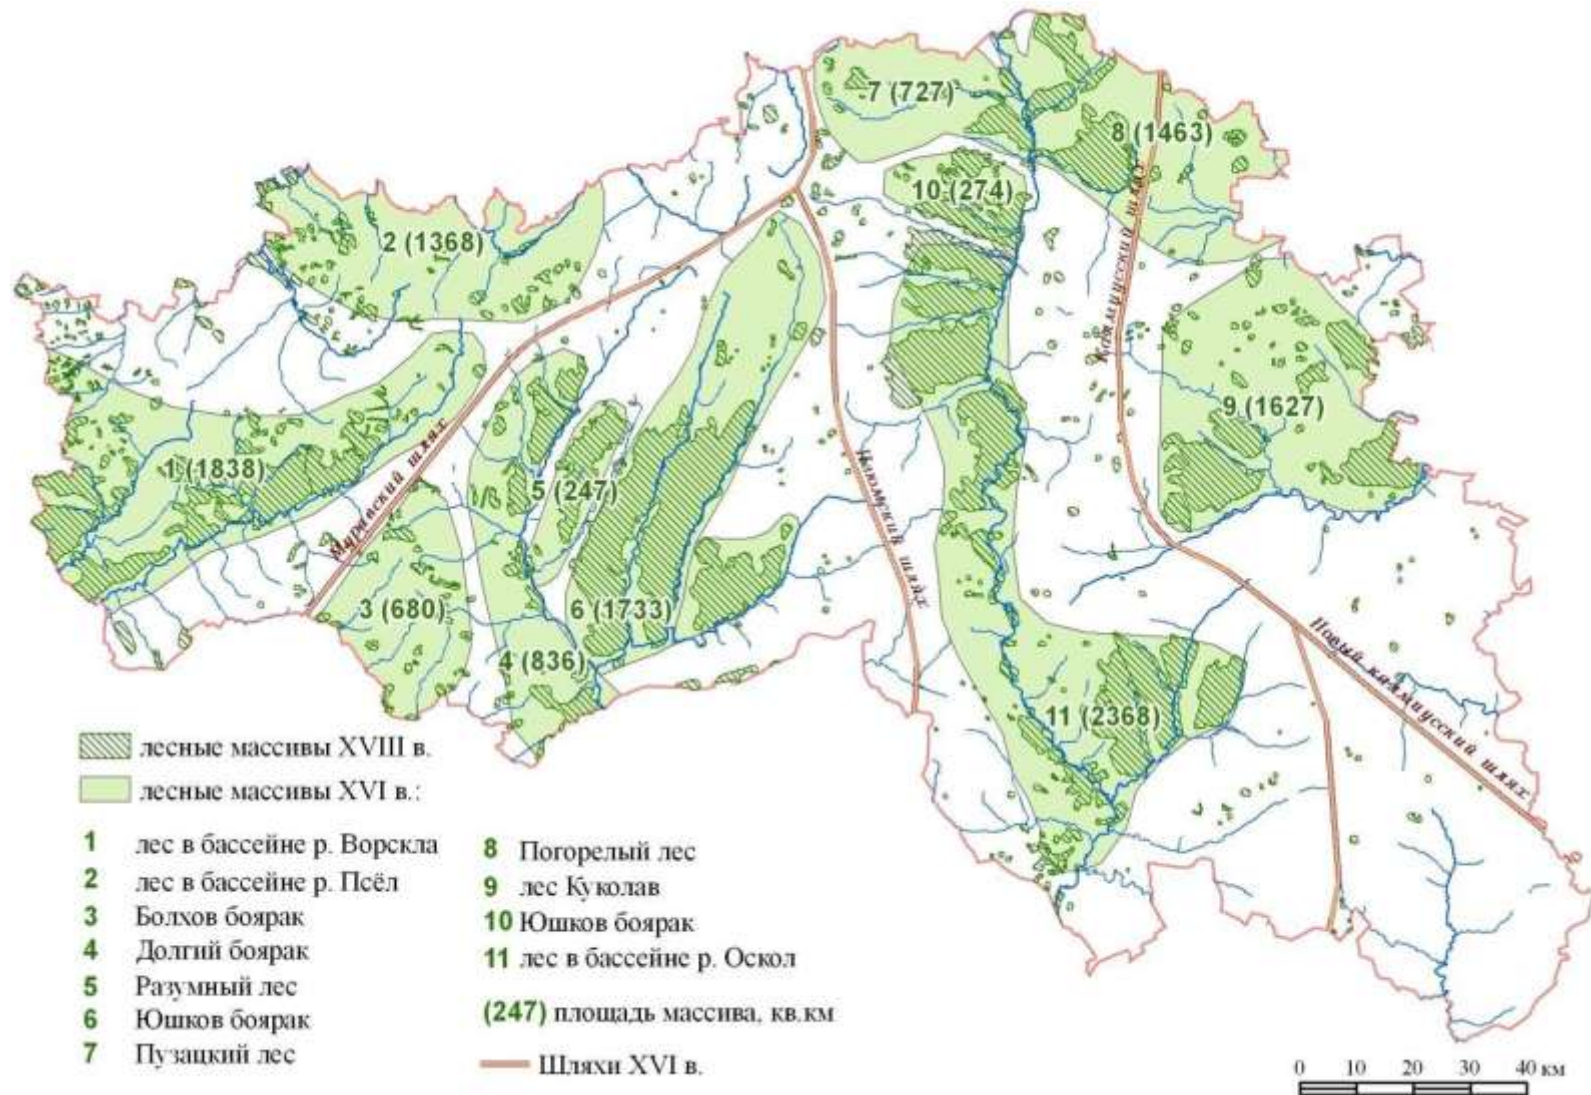 7 (727)
8 (1463)
10 (274)
2 (1368)
Кальмиусский шлях
9 (1627)
1 (1838)
Муравский шлях
5 (247)
Изюмский шлях
3 (680)
6 (1733)
4 (836)
11 (2368)
Новый калмиусский шлях
лесные массивы XVIII в.
лесные массивы XVI в.:
1 лес в бассейне р. Ворскла
2 лес в бассейне р. Псёл
3 Болхов боярак
4 Долгий боярак
5 Разумный лес
6 Юшков боярак
7 Пузацкий лес
8 Погорелый лес
9 лес Куколав
10 Юшков боярак
11 лес в бассейне р. Оскол
(247) площадь массива, кв.км
Шляхи XVI в.
0 10 20 30 40 км